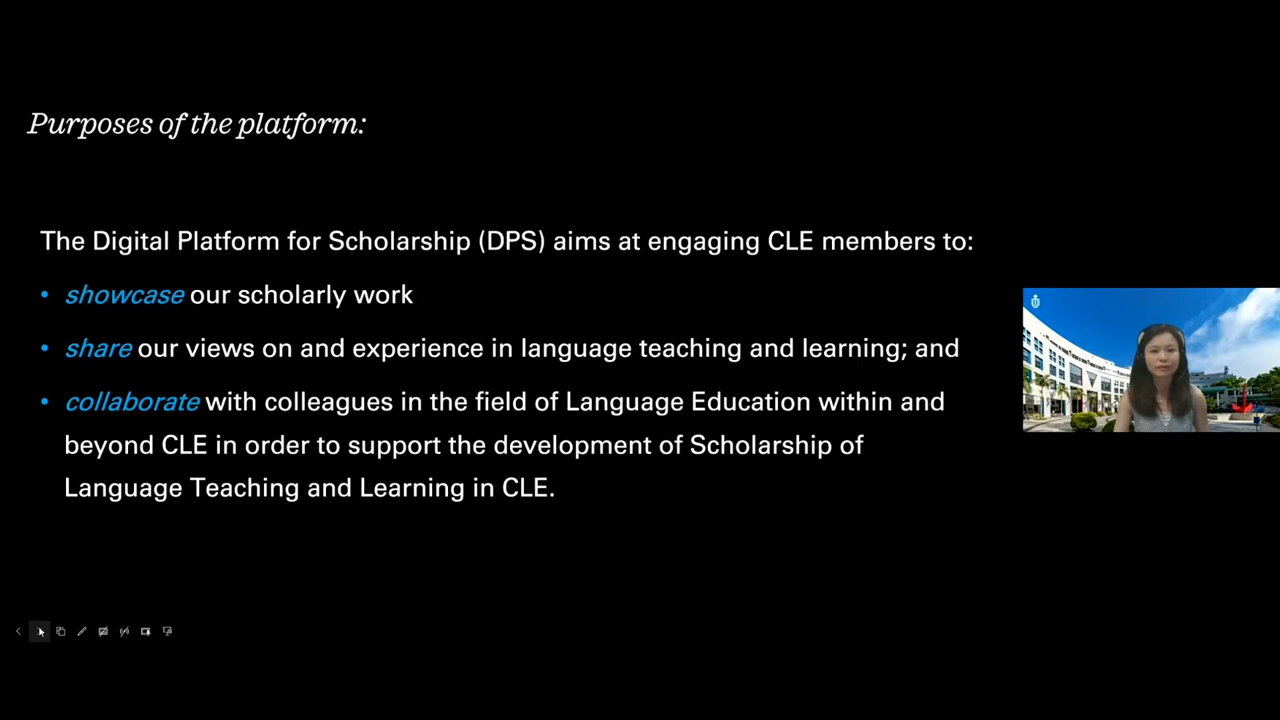 Purposes of the platform:
The Digital Platform for Scholarship (DPS) aims at engaging CLE members to:
• showcase our scholarly work
• share our views on and experience in language teaching and learning; and
• collaborate with colleagues in the field of Language Education within and
beyond CLE in order to support the development of Scholarship of
Language Teaching and Learning in CLE.